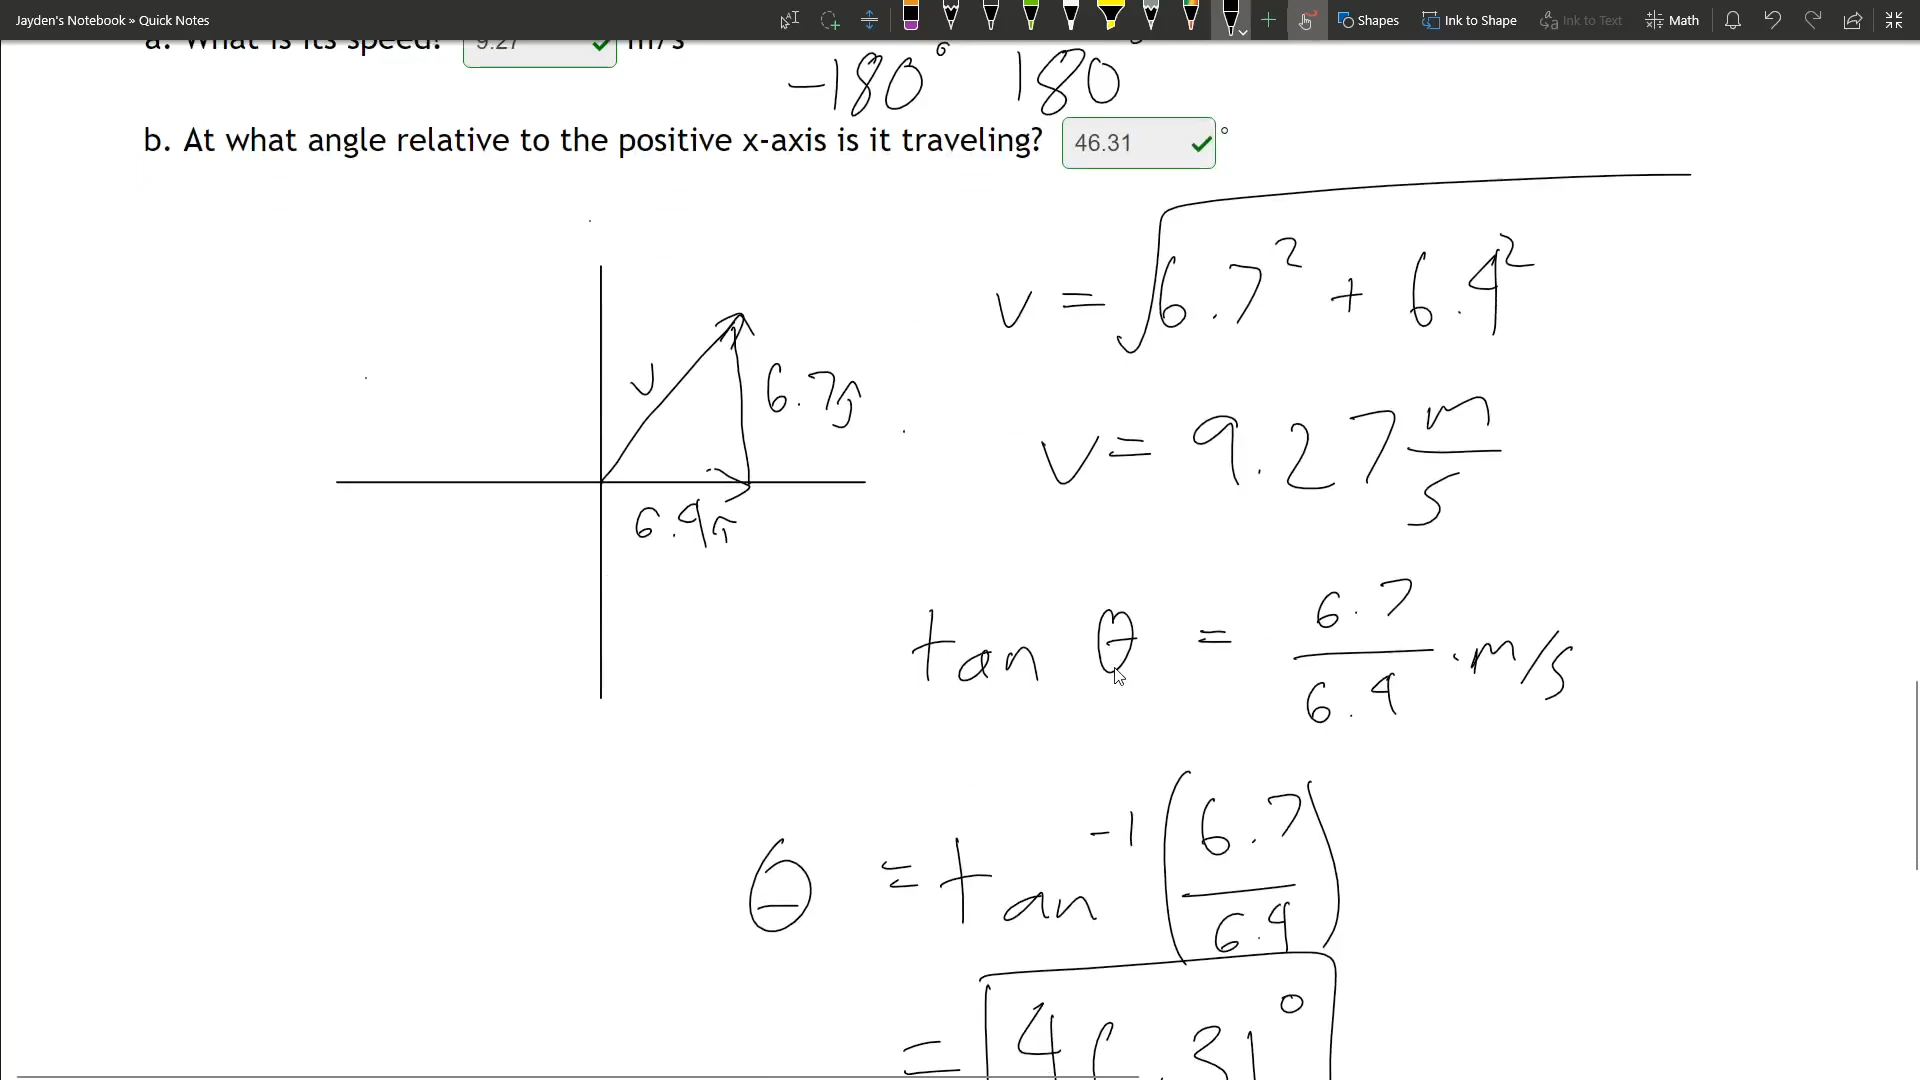 Jayden's Notebook » Quick Notes
Shapes Ink to Shape Ink to Text Math
a. What is its speed? 9.27 m/s
-180° 180°
b. At what angle relative to the positive x-axis is it traveling? 46.31 °
v = √6.7² + 6.4²
v
6.7ĵ
v = 9.27 m/s
6.4î
tan θ = 6.7/6.4 · m/s
θ = tan⁻¹(6.7/6.4)
= 46.31°